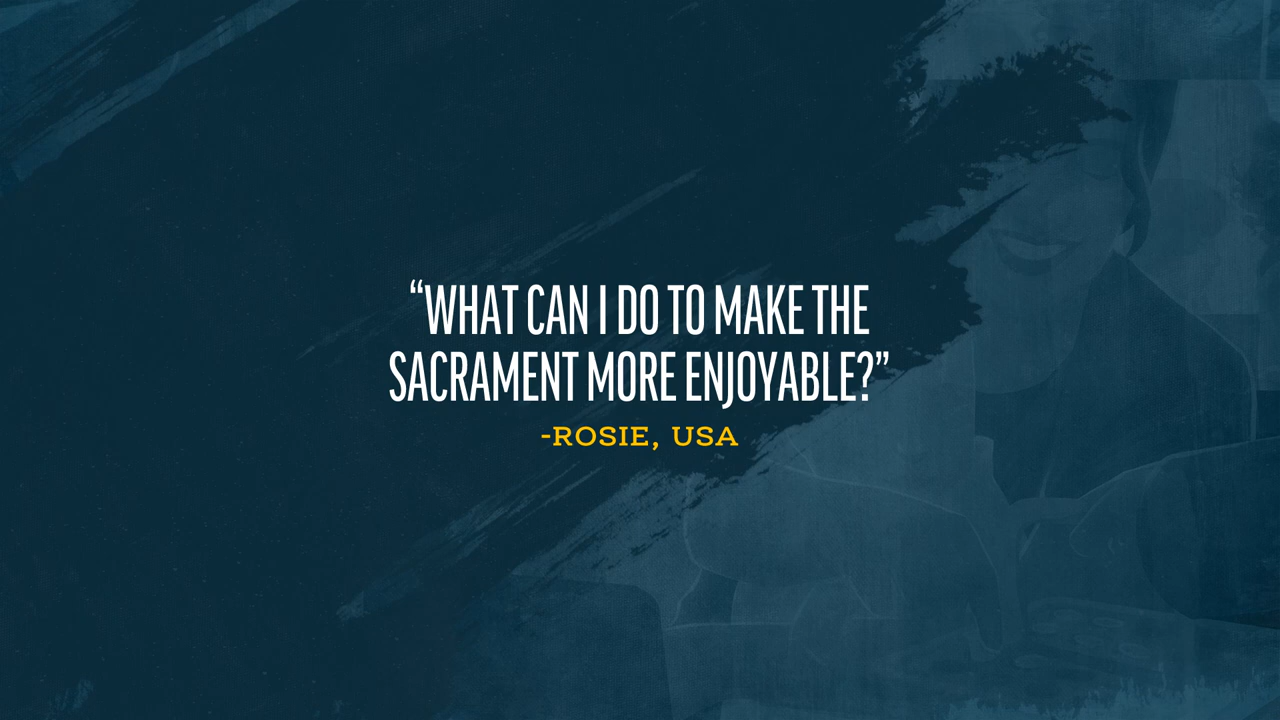 “WHAT CAN I DO TO MAKE THE
SACRAMENT MORE ENJOYABLE?”
-ROSIE, USA